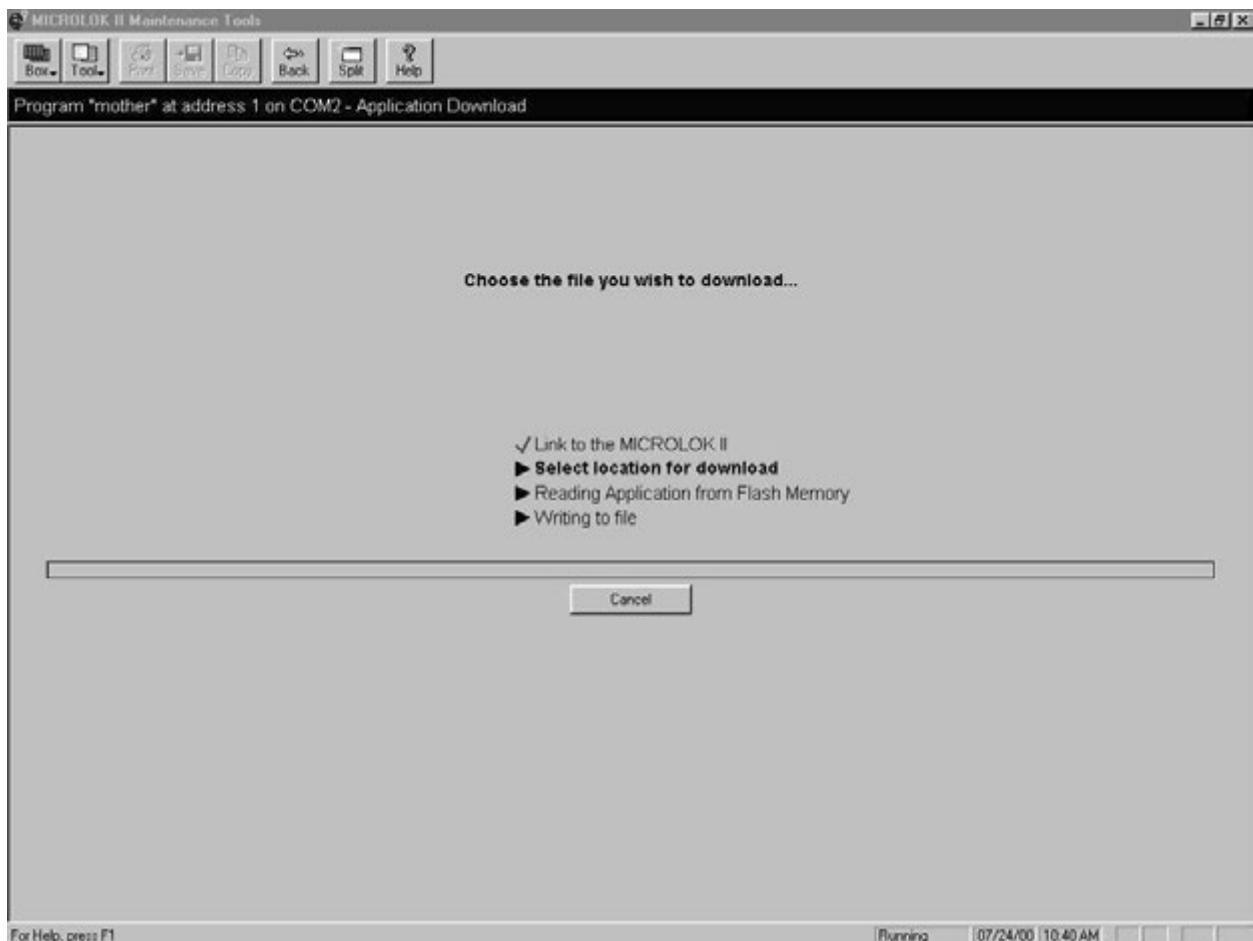 MICROLOK II Maintenance Tools
Box Tool Print Save Copy Back Split Help
Program "mother" at address 1 on COM2 - Application Download
Choose the file you wish to download...
Link to the MICROLOK II
Select location for download
Reading Application from Flash Memory
Writing to file
Cancel
For Help, press F1 Running 07/24/00 10:40 AM